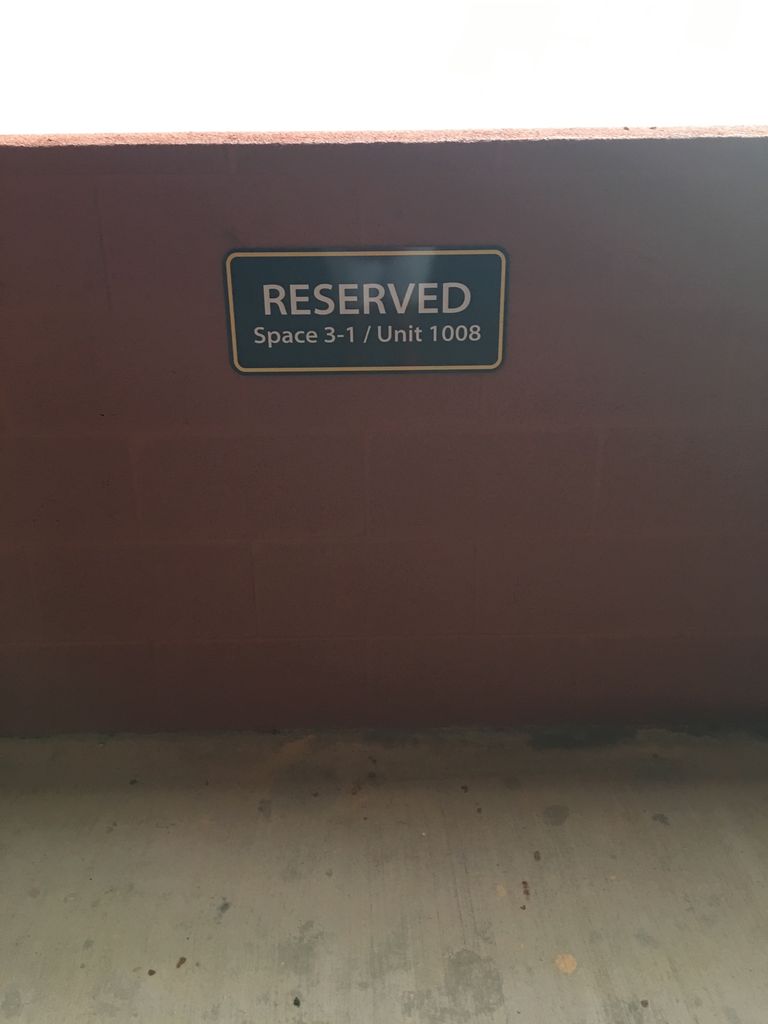 RESERVED
Space 3-1 / Unit 1008